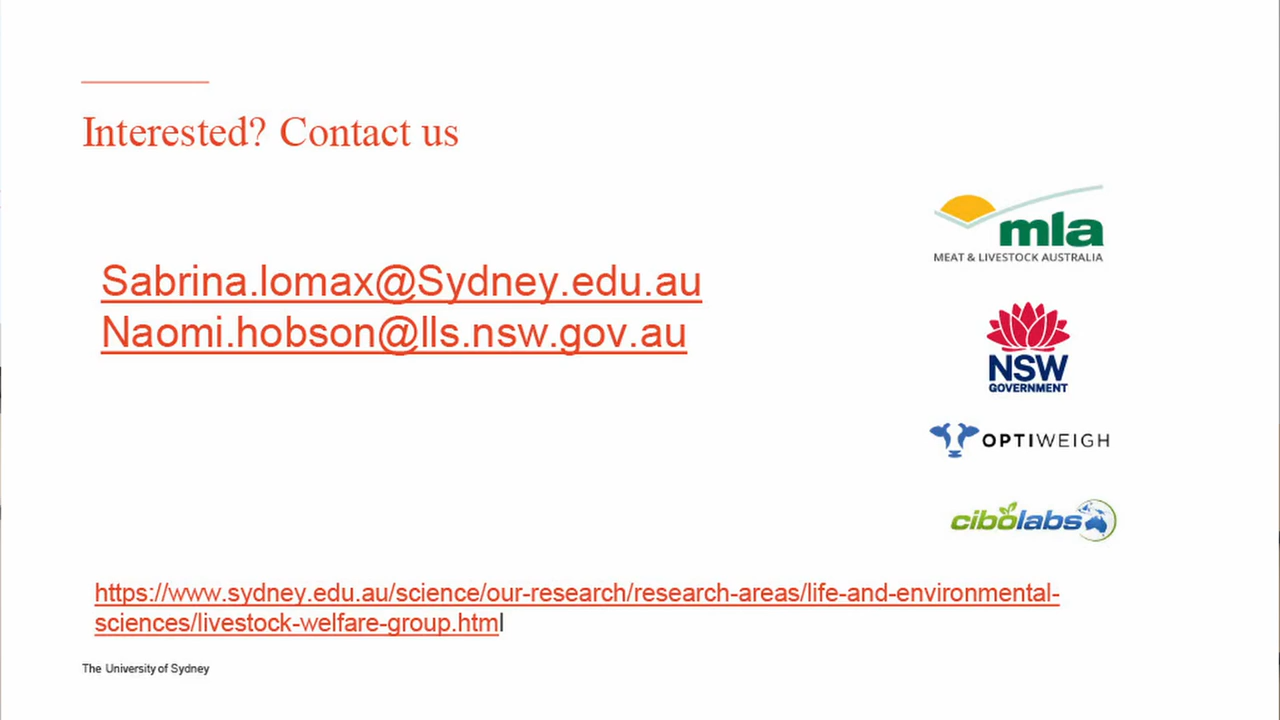 Interested? Contact us
Sabrina.lomax@Sydney.edu.au
Naomi.hobson@lls.nsw.gov.au
mla
MEAT & LIVESTOCK AUSTRALIA
NSW
GOVERNMENT
OPTIWEIGH
cibolabs
https://www.sydney.edu.au/science/our-research/research-areas/life-and-environmental-
sciences/livestock-welfare-group.html
The University of Sydney